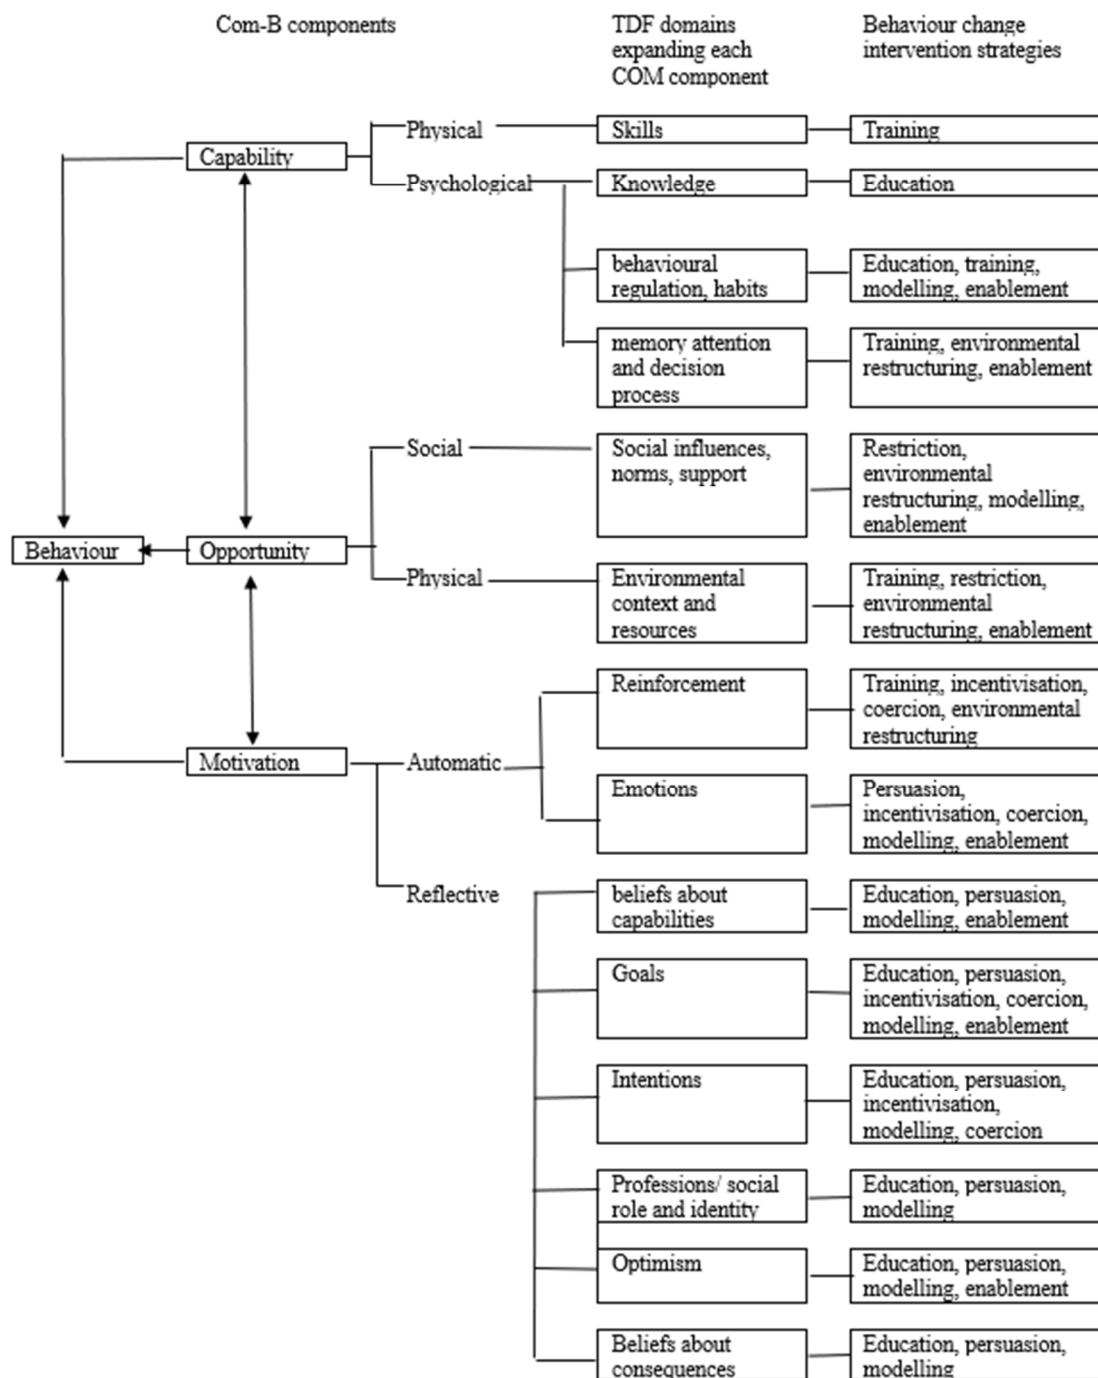 Com-B components
TDF domains
expanding each
COM component
Behaviour change
intervention strategies
Physical
Skills
Training
Capability
Psychological
Knowledge
Education
behavioural
regulation, habits
Education, training,
modelling, enablement
memory attention
and decision
process
Training, environmental
restructuring, enablement
Social
Social influences,
norms, support
Restriction,
environmental
restructuring, modelling,
enablement
Behaviour
Opportunity
Physical
Environmental
context and
resources
Training, restriction,
environmental
restructuring, enablement
Reinforcement
Training, incentivisation,
coercion, environmental
restructuring
Motivation
Automatic
Emotions
Persuasion,
incentivisation, coercion,
modelling, enablement
Reflective
beliefs about
capabilities
Education, persuasion,
modelling, enablement
Goals
Education, persuasion,
incentivisation, coercion,
modelling, enablement
Intentions
Education, persuasion,
incentivisation,
modelling, coercion
Professions/ social
role and identity
Education, persuasion,
modelling
Optimism
Education, persuasion,
modelling, enablement
Beliefs about
consequences
Education, persuasion,
modelling